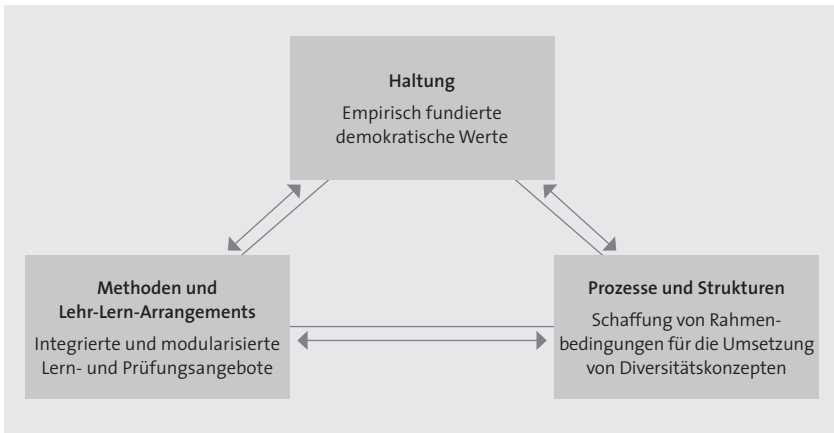 Haltung
Empirisch fundierte
demokratische Werte
Methoden und
Lehr-Lern-Arrangements
Integrierte und modularisierte
Lern- und Prüfungsangebote
Prozesse und Strukturen
Schaffung von Rahmen-
bedingungen für die Umsetzung
von Diversitätskonzepten